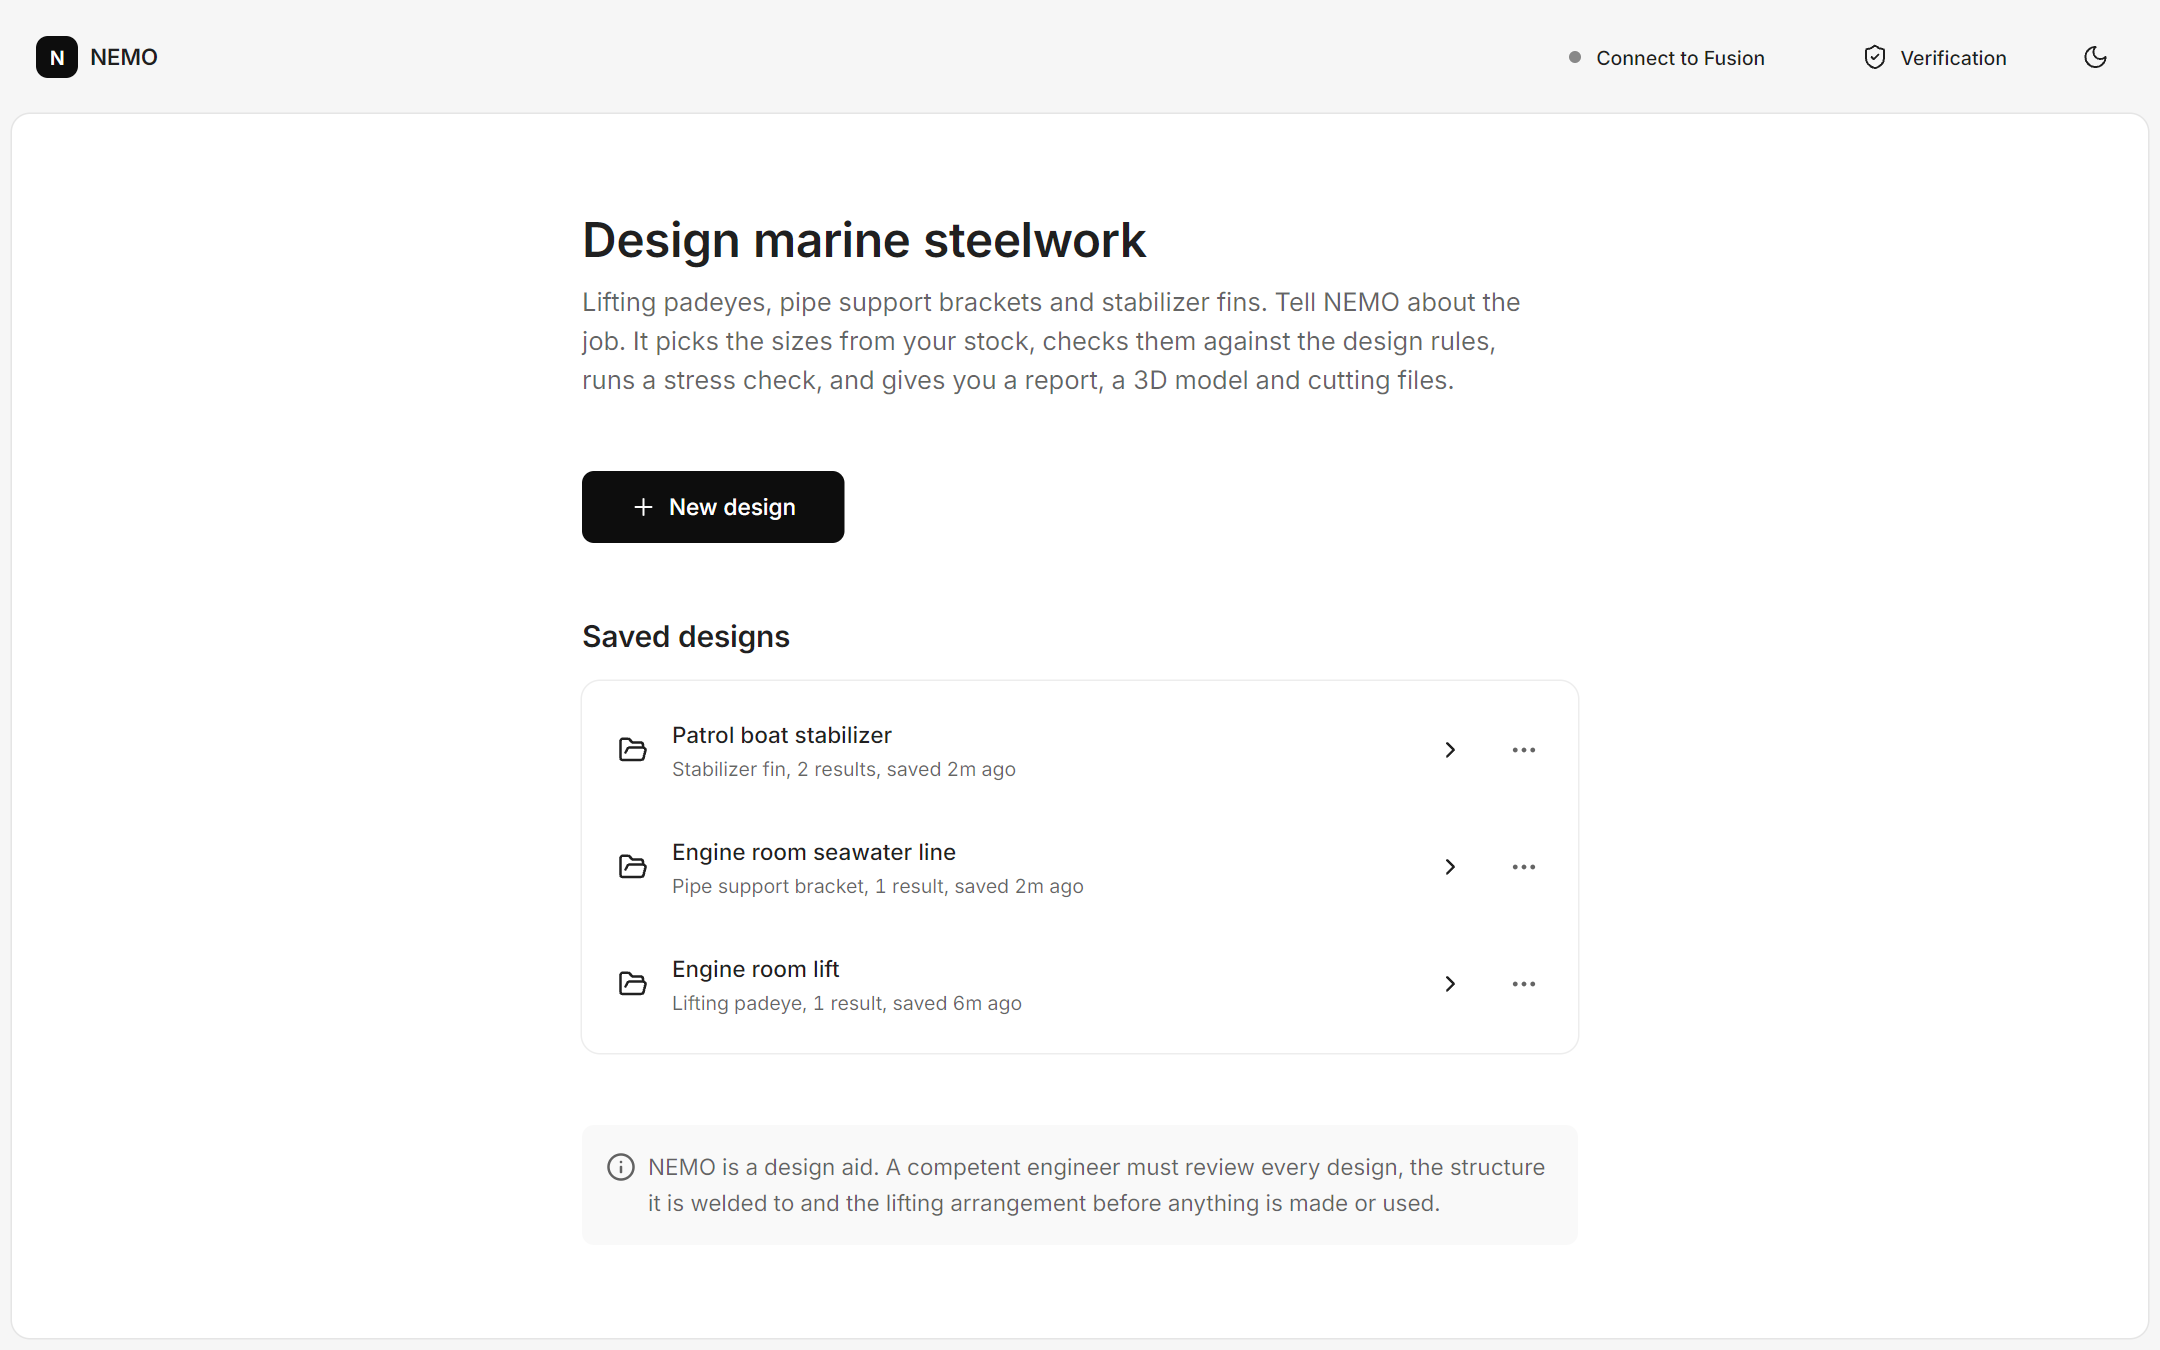 N NEMO
Connect to Fusion
Verification
Design marine steelwork
Lifting padeyes, pipe support brackets and stabilizer fins. Tell NEMO about the
job. It picks the sizes from your stock, checks them against the design rules,
runs a stress check, and gives you a report, a 3D model and cutting files.
New design
Saved designs
Patrol boat stabilizer
Stabilizer fin, 2 results, saved 2m ago
Engine room seawater line
Pipe support bracket, 1 result, saved 2m ago
Engine room lift
Lifting padeye, 1 result, saved 6m ago
NEMO is a design aid. A competent engineer must review every design, the structure
it is welded to and the lifting arrangement before anything is made or used.